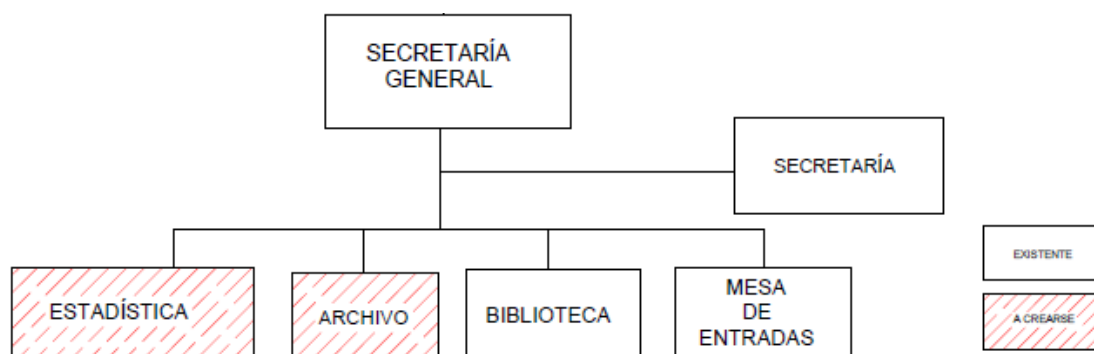 SECRETARÍA
GENERAL
SECRETARÍA
EXISTENTE
ESTADÍSTICA
ARCHIVO
BIBLIOTECA
MESA
DE
ENTRADAS
A CREARSE